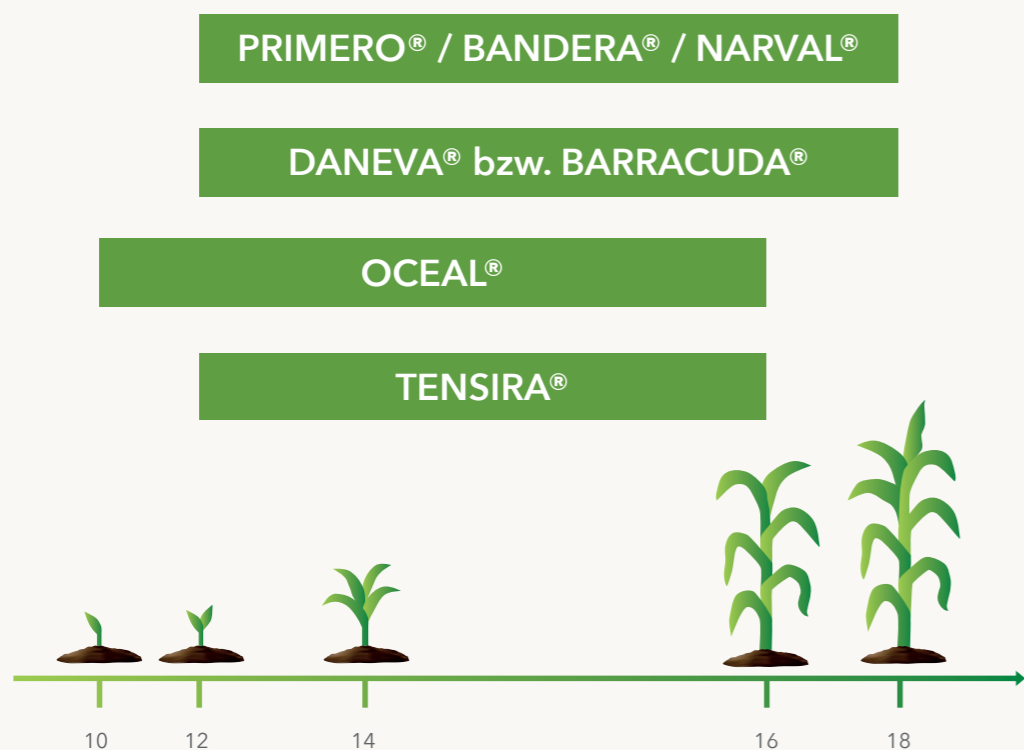 PRIMERO® / BANDERA® / NARVAL®
DANEVA® bzw. BARRACUDA®
OCEAL®
TENSIRA®
10 12 14 16 18